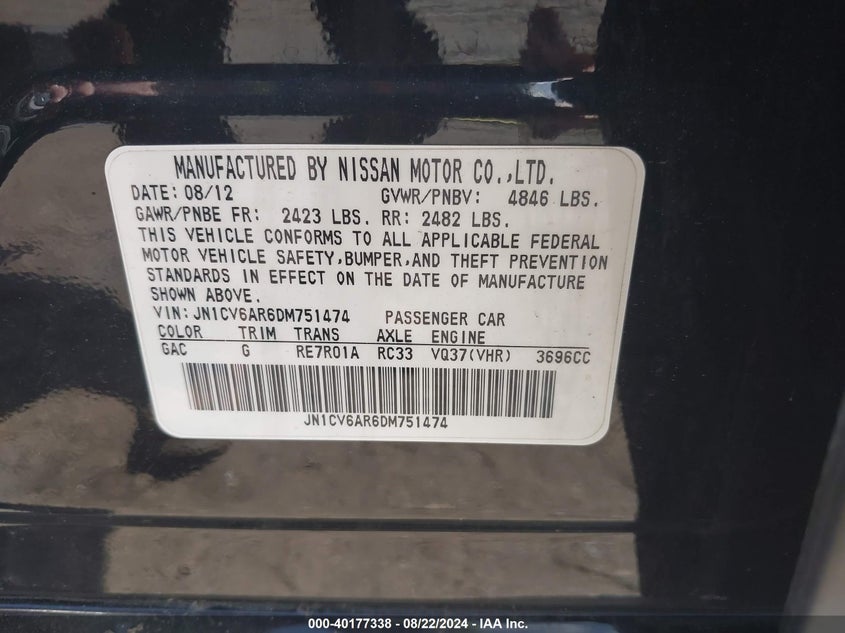 MANUFACTURED BY NISSAN MOTOR CO.,LTD.
DATE: 08/12 GVWR/PNBV: 4846 LBS.
GAWR/PNBE FR: 2423 LBS. RR: 2482 LBS.
THIS VEHICLE CONFORMS TO ALL APPLICABLE FEDERAL
MOTOR VEHICLE SAFETY,BUMPER,AND THEFT PREVENTION
STANDARDS IN EFFECT ON THE DATE OF MANUFACTURE
SHOWN ABOVE.
VIN: JN1CV6AR6DM751474 PASSENGER CAR
COLOR TRIM TRANS AXLE ENGINE
GAC G RE7R01A RC33 VQ37(VHR) 3696CC
JN1CV6AR6DM751474
000-40177338 - 08/22/2024 - IAA Inc.